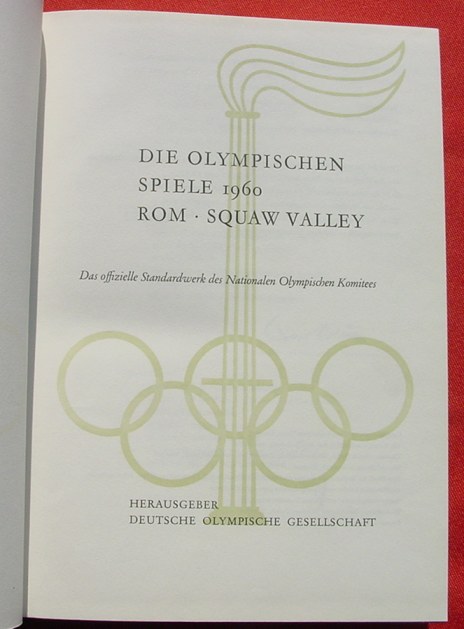 DIE OLYMPISCHEN
SPIELE 1960
ROM · SQUAW VALLEY
Das offizielle Standardwerk des Nationalen Olympischen Komitees
HERAUSGEBER
DEUTSCHE OLYMPISCHE GESELLSCHAFT